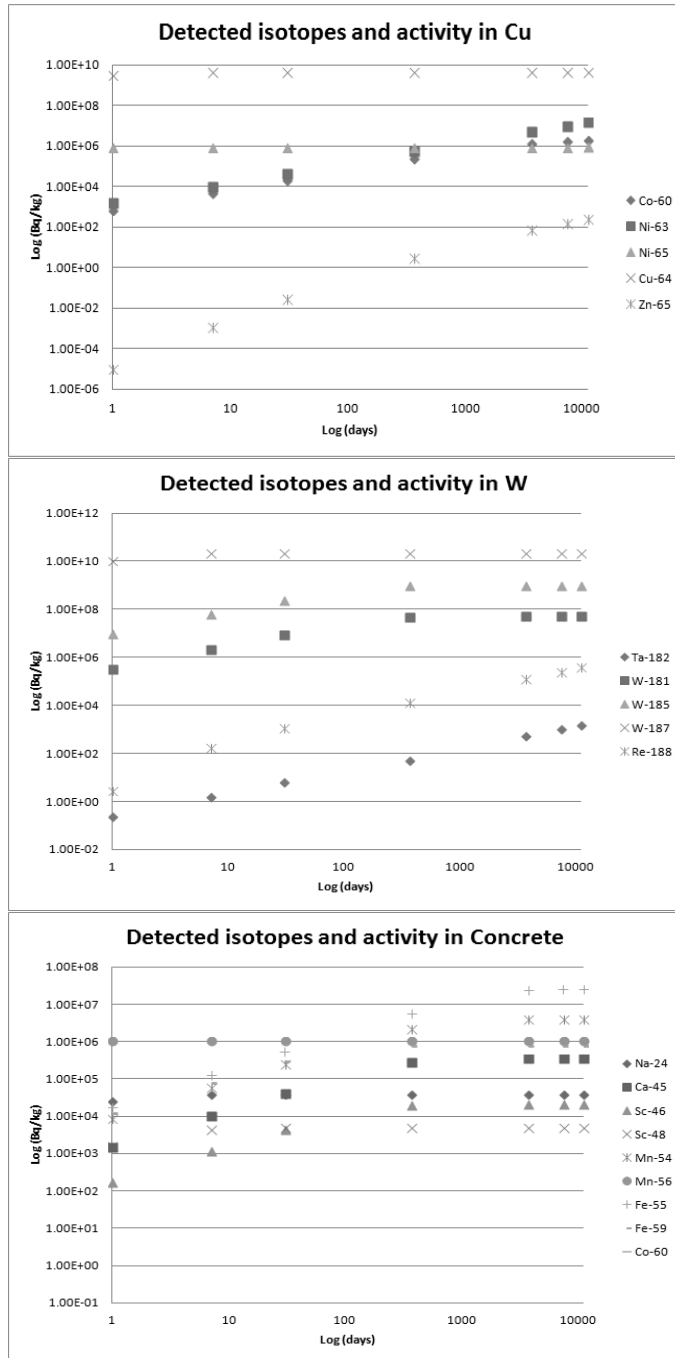 Detected isotopes and activity in Cu
Log (Bq/kg)
1.00E+10
1.00E+08
1.00E+06
1.00E+04
1.00E+02
1.00E+00
1.00E-02
1.00E-04
1.00E-06
1 10 100 1000 10000
Log (days)
Co-60
Ni-63
Ni-65
Cu-64
Zn-65
Detected isotopes and activity in W
Log (Bq/kg)
1.00E+12
1.00E+10
1.00E+08
1.00E+06
1.00E+04
1.00E+02
1.00E+00
1.00E-02
1 10 100 1000 10000
Log (days)
Ta-182
W-181
W-185
W-187
Re-188
Detected isotopes and activity in Concrete
Log (Bq/kg)
1.00E+08
1.00E+07
1.00E+06
1.00E+05
1.00E+04
1.00E+03
1.00E+02
1.00E+01
1.00E+00
1.00E-01
1 10 100 1000 10000
Log (days)
Na-24
Ca-45
Sc-46
Sc-48
Mn-54
Mn-56
Fe-55
Fe-59
Co-60